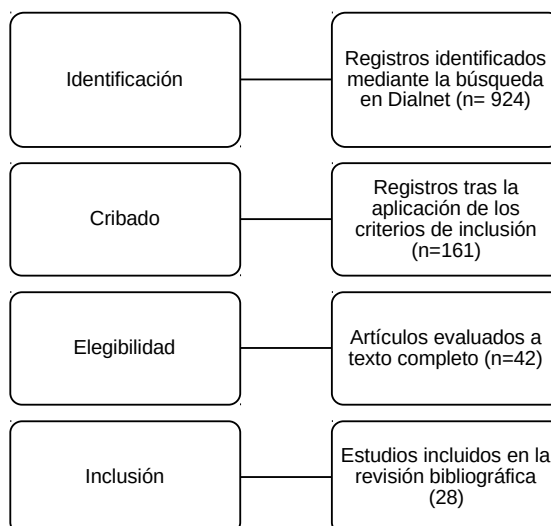 Identificación
Registros identificados
mediante la búsqueda
en Dialnet (n= 924)
Cribado
Registros tras la
aplicación de los
criterios de inclusión
(n=161)
Elegibilidad
Artículos evaluados a
texto completo (n=42)
Inclusión
Estudios incluidos en la
revisión bibliográfica
(28)